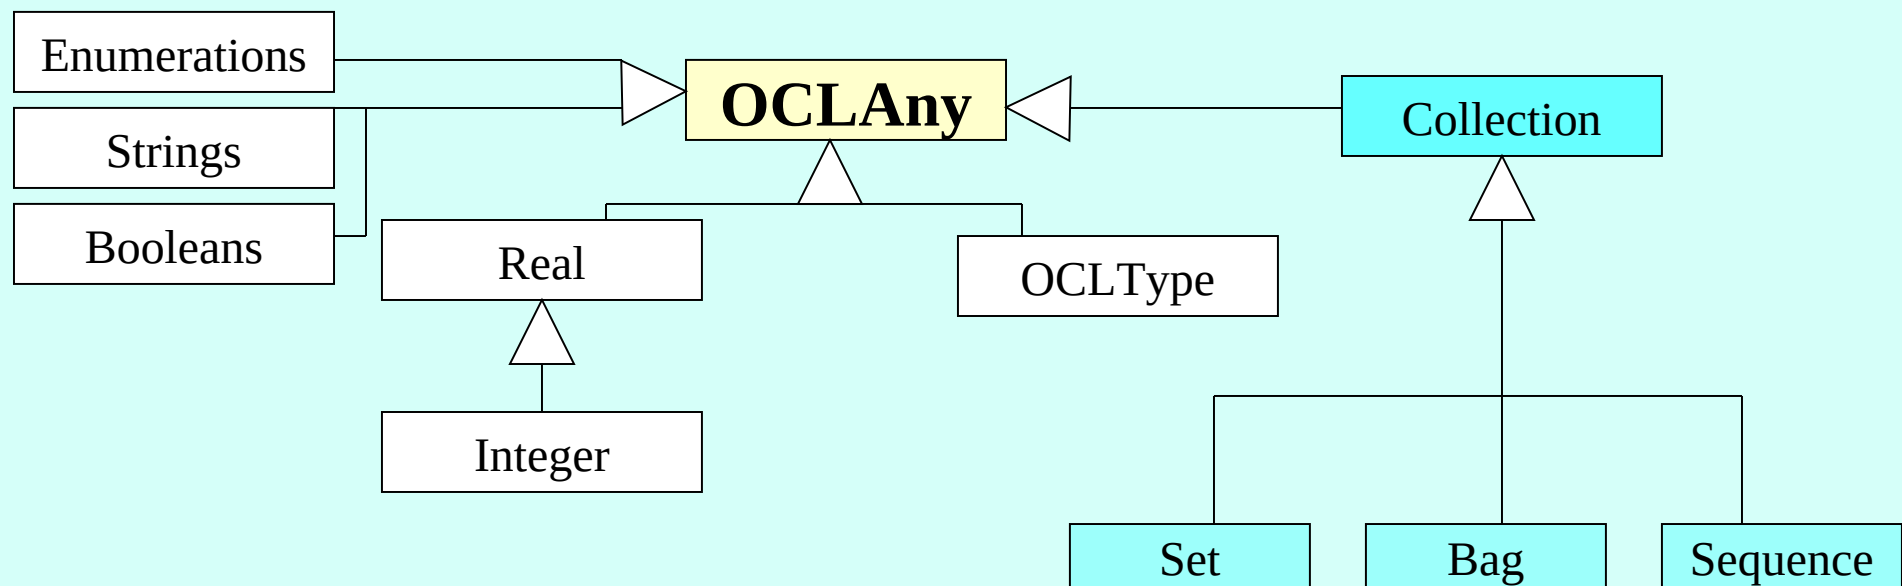 Enumerations
OCLAny
Collection
Strings
Booleans
Real
OCLType
Integer
Set
Bag
Sequence